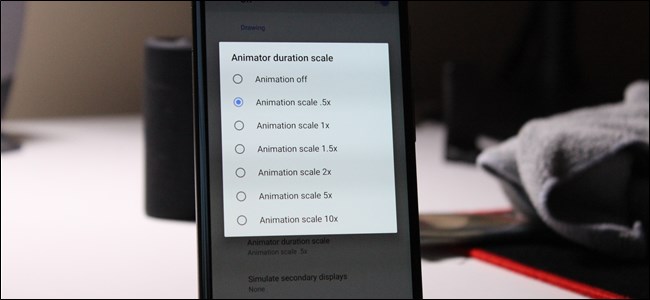 Drawing
Animator duration scale
Animation off
Animation scale .5x
Animation scale 1x
Animation scale 1.5x
Animation scale 2x
Animation scale 5x
Animation scale 10x
Animator duration scale
Animation scale .5x
Simulate secondary displays
None